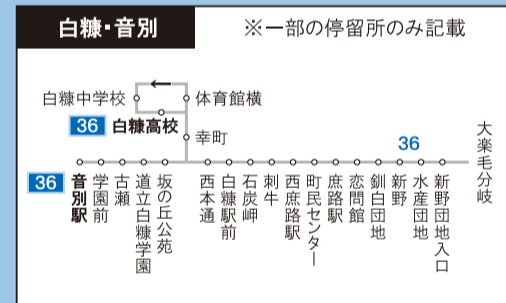 白糠・音別
※一部の停留所のみ記載
白糠中学校
体育館横
36
白糠高校
幸町
36
大楽毛分岐
36
音別駅
学園前
古瀬
道立白糠学園
坂の丘公苑
西本通
白糠駅前
石炭岬
刺牛
西庶路駅
町民センター
庶路駅
恋問館
釧白団地
新野
水産団地
新野団地入口